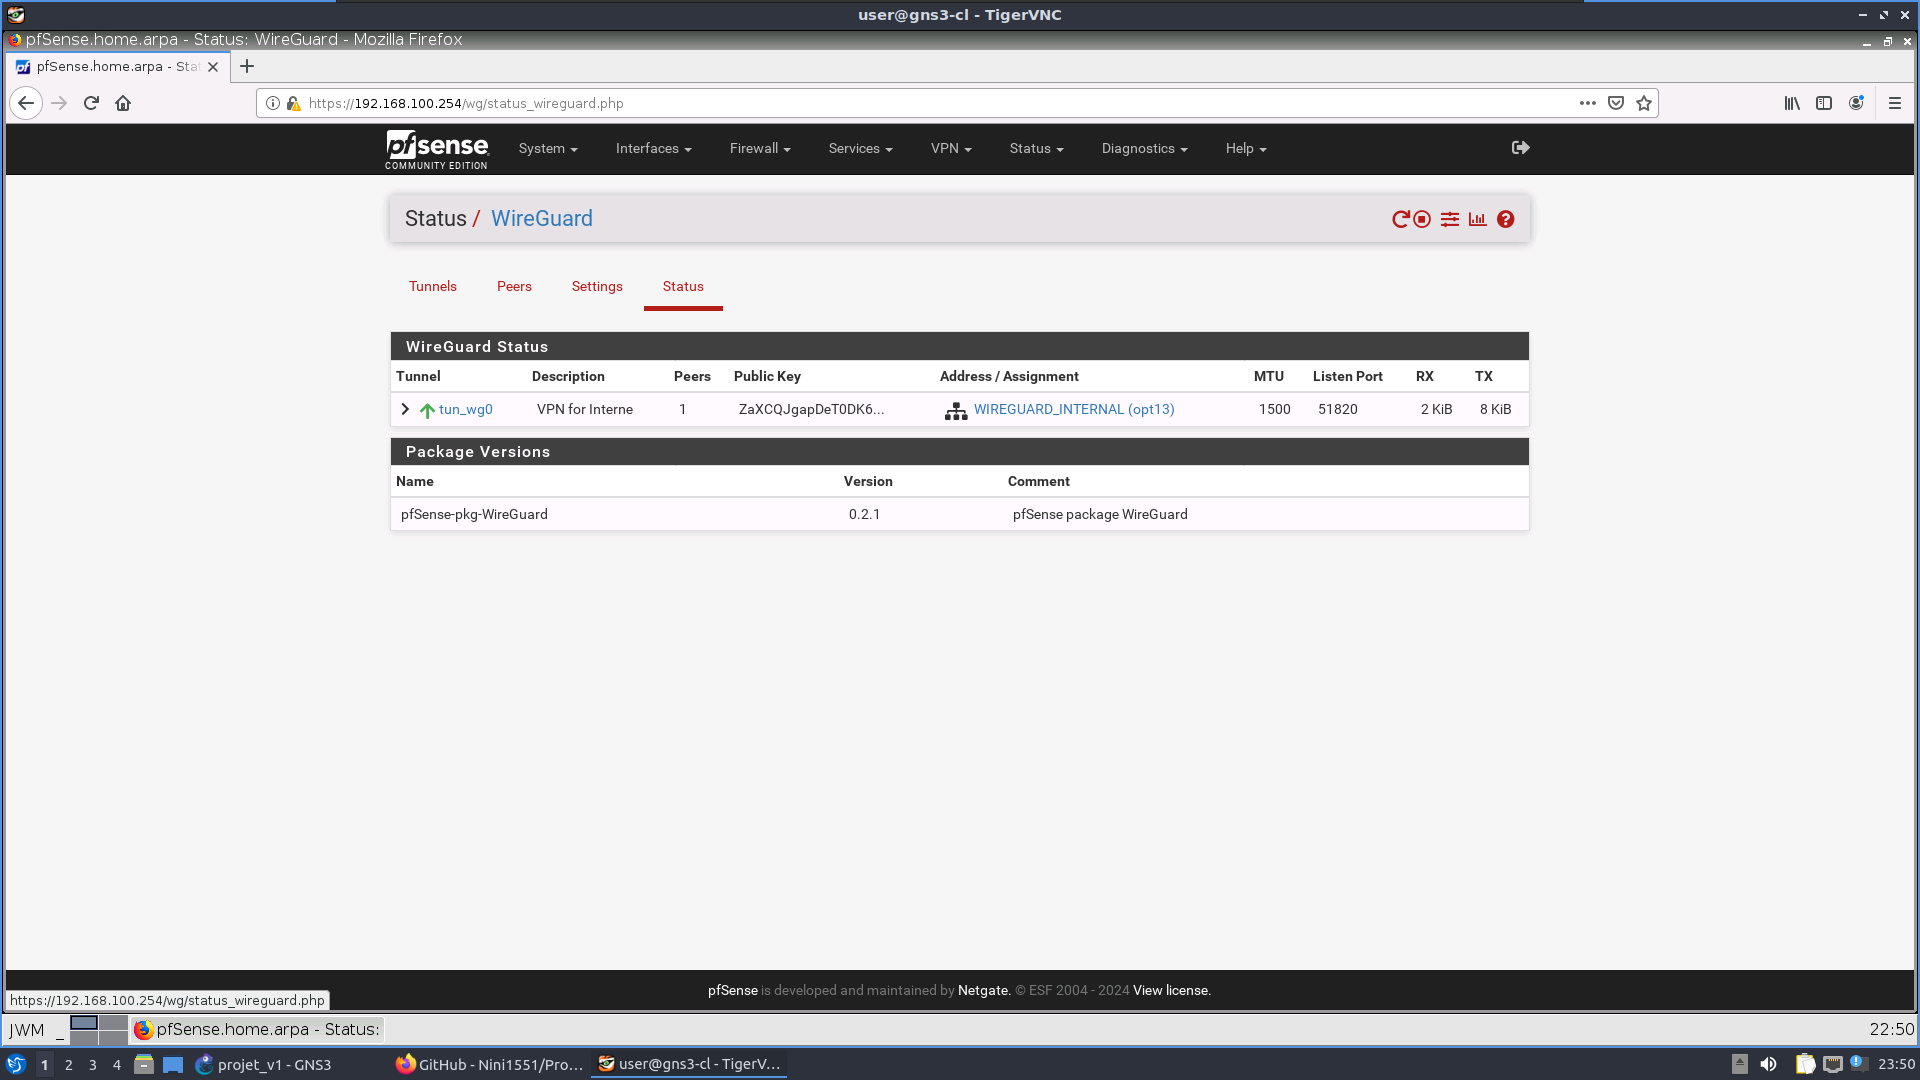 user@gns3-cl - TigerVNC
pfSense.home.arpa - Status: WireGuard - Mozilla Firefox
pfSense.home.arpa - Sta
https://192.168.100.254/wg/status_wireguard.php
pfsense
COMMUNITY EDITION
System Interfaces Firewall Services VPN Status Diagnostics Help
Status / WireGuard
Tunnels Peers Settings Status
WireGuard Status
Tunnel Description Peers Public Key Address / Assignment MTU Listen Port RX TX
tun_wg0 VPN for Interne 1 ZaXCQJgapDeT0DK6... WIREGUARD_INTERNAL (opt13) 1500 51820 2 KiB 8 KiB
Package Versions
Name Version Comment
pfSense-pkg-WireGuard 0.2.1 pfSense package WireGuard
pfSense is developed and maintained by Netgate. © ESF 2004 - 2024 View license.
https://192.168.100.254/wg/status_wireguard.php
JWM _ pfSense.home.arpa - Status: 22:50
1 2 3 4 projet_v1 - GNS3 GitHub - Nini1551/Pro... user@gns3-cl - TigerV... 23:50